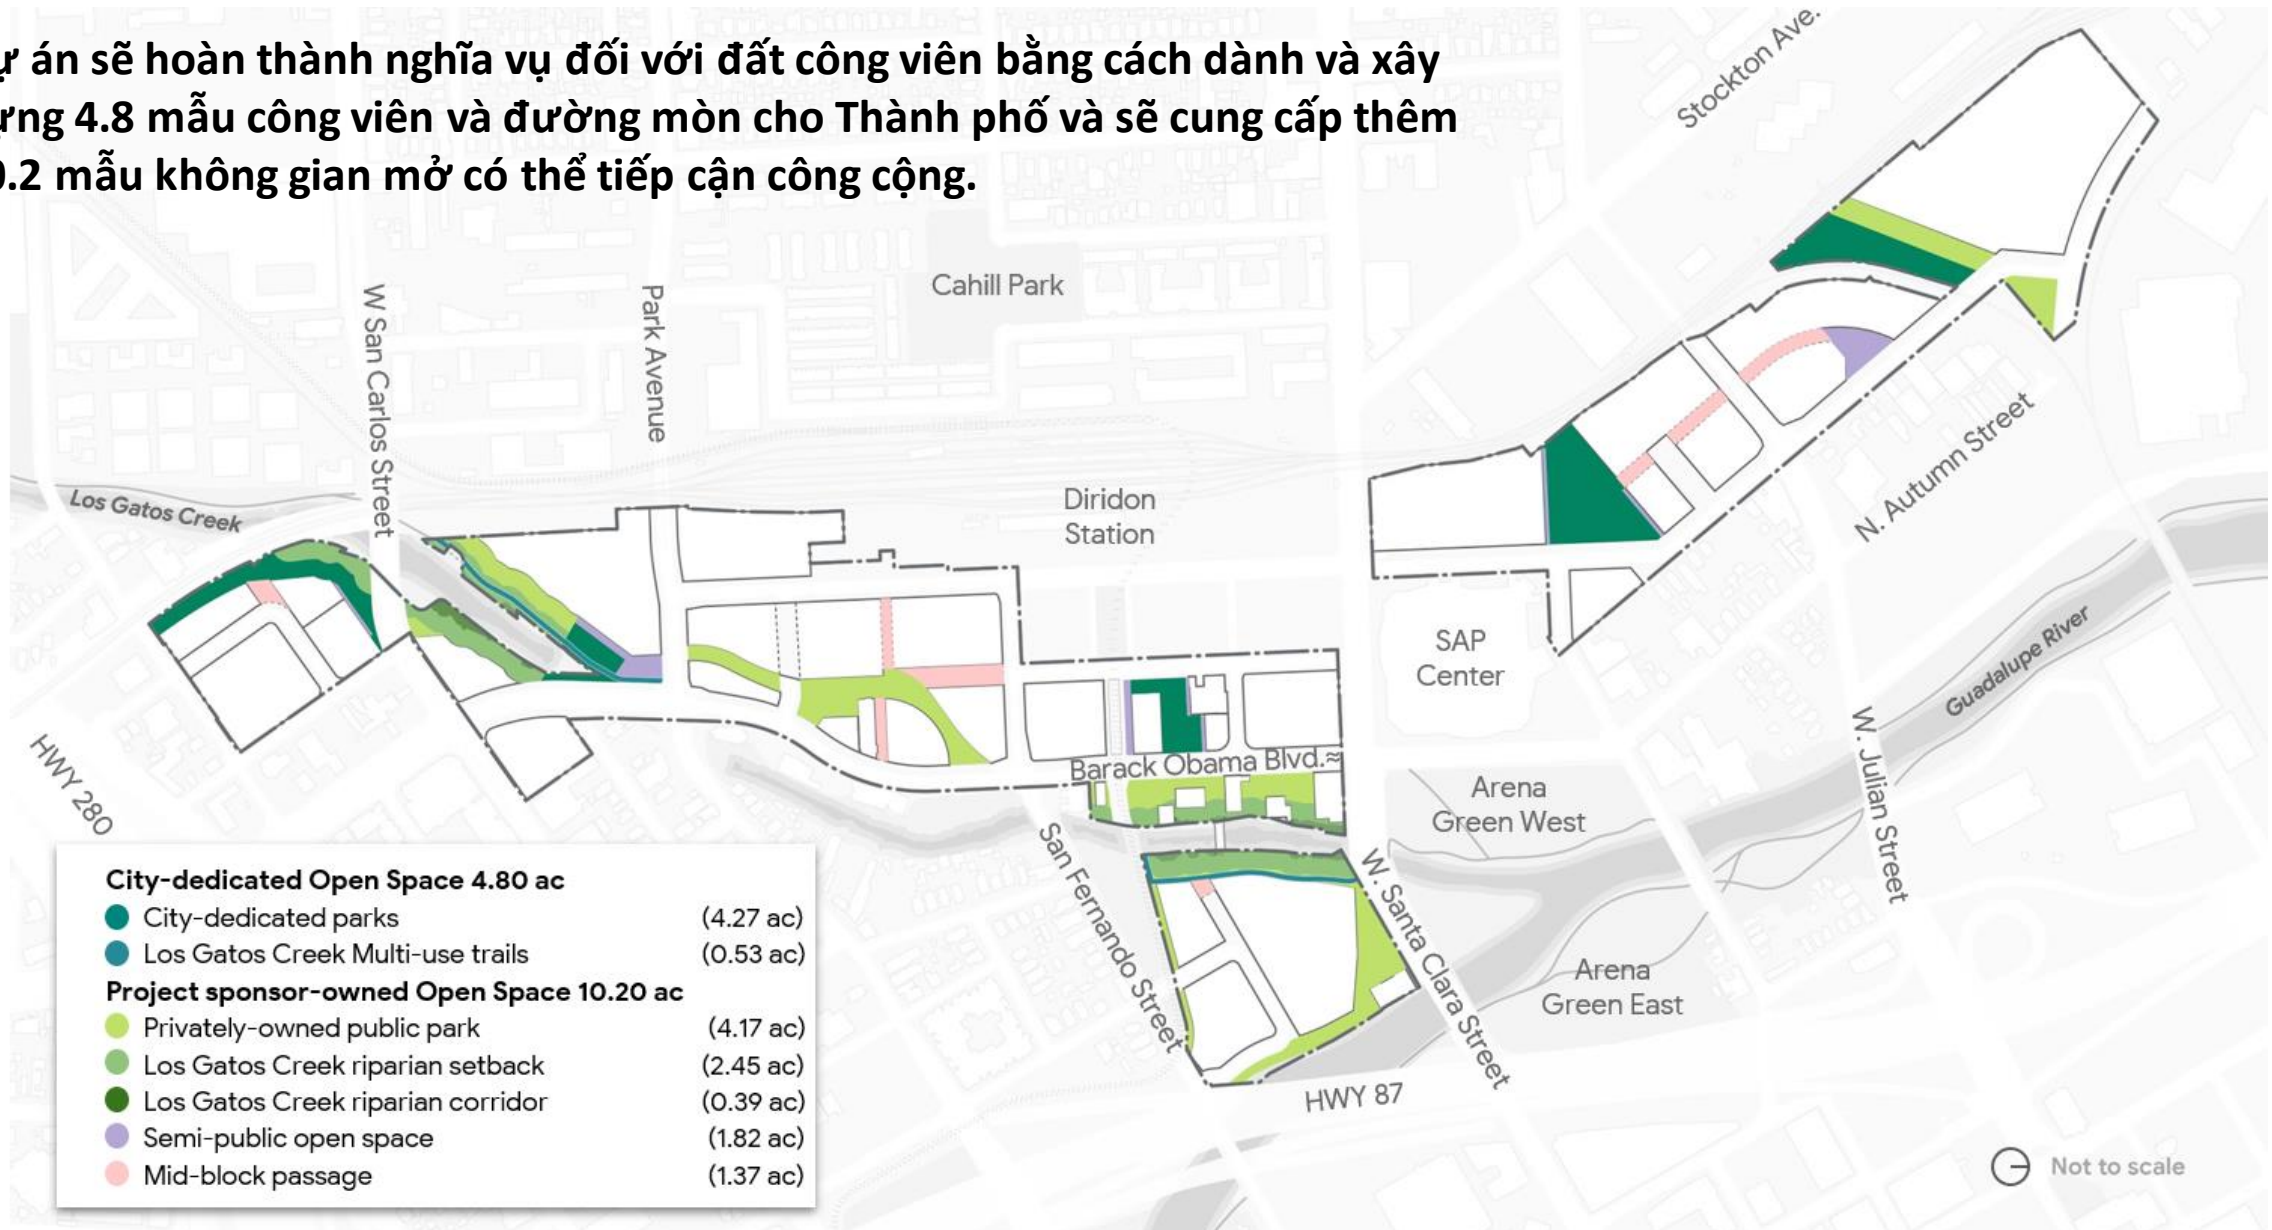 ự án sẽ hoàn thành nghĩa vụ đối với đất công viên bằng cách dành và xây
ựng 4.8 mẫu công viên và đường mòn cho Thành phố và sẽ cung cấp thêm
0.2 mẫu không gian mở có thể tiếp cận công cộng.
Stockton Ave.
Cahill Park
W San Carlos Street
Park Avenue
Los Gatos Creek
Diridon
Station
N. Autumn Street
SAP
Center
Guadalupe River
HWY 280
Barack Obama Blvd.
Arena
Green West
W. Julian Street
San Fernando Street
W. Santa Clara Street
Arena
Green East
HWY 87
City-dedicated Open Space 4.80 ac
City-dedicated parks (4.27 ac)
Los Gatos Creek Multi-use trails (0.53 ac)
Project sponsor-owned Open Space 10.20 ac
Privately-owned public park (4.17 ac)
Los Gatos Creek riparian setback (2.45 ac)
Los Gatos Creek riparian corridor (0.39 ac)
Semi-public open space (1.82 ac)
Mid-block passage (1.37 ac)
Not to scale